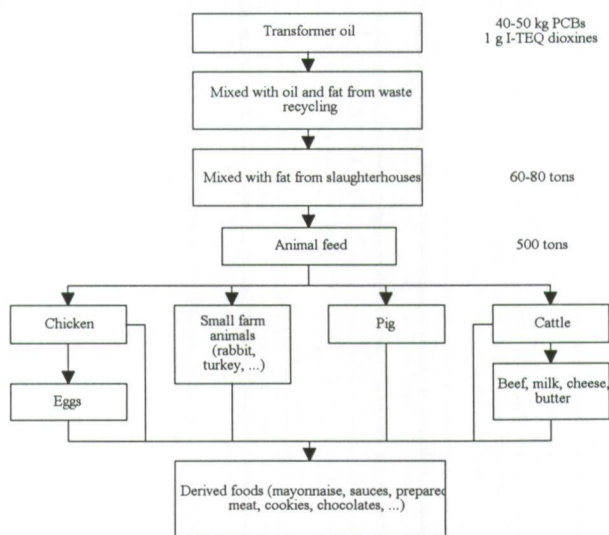 Transformer oil
40-50 kg PCBs
1 g I-TEQ dioxines
Mixed with oil and fat from waste
recycling
Mixed with fat from slaughterhouses
60-80 tons
Animal feed
500 tons
Chicken
Small farm
animals
(rabbit,
turkey, ...)
Pig
Cattle
Eggs
Beef, milk, cheese,
butter
Derived foods (mayonnaise, sauces, prepared
meat, cookies, chocolates, ...)